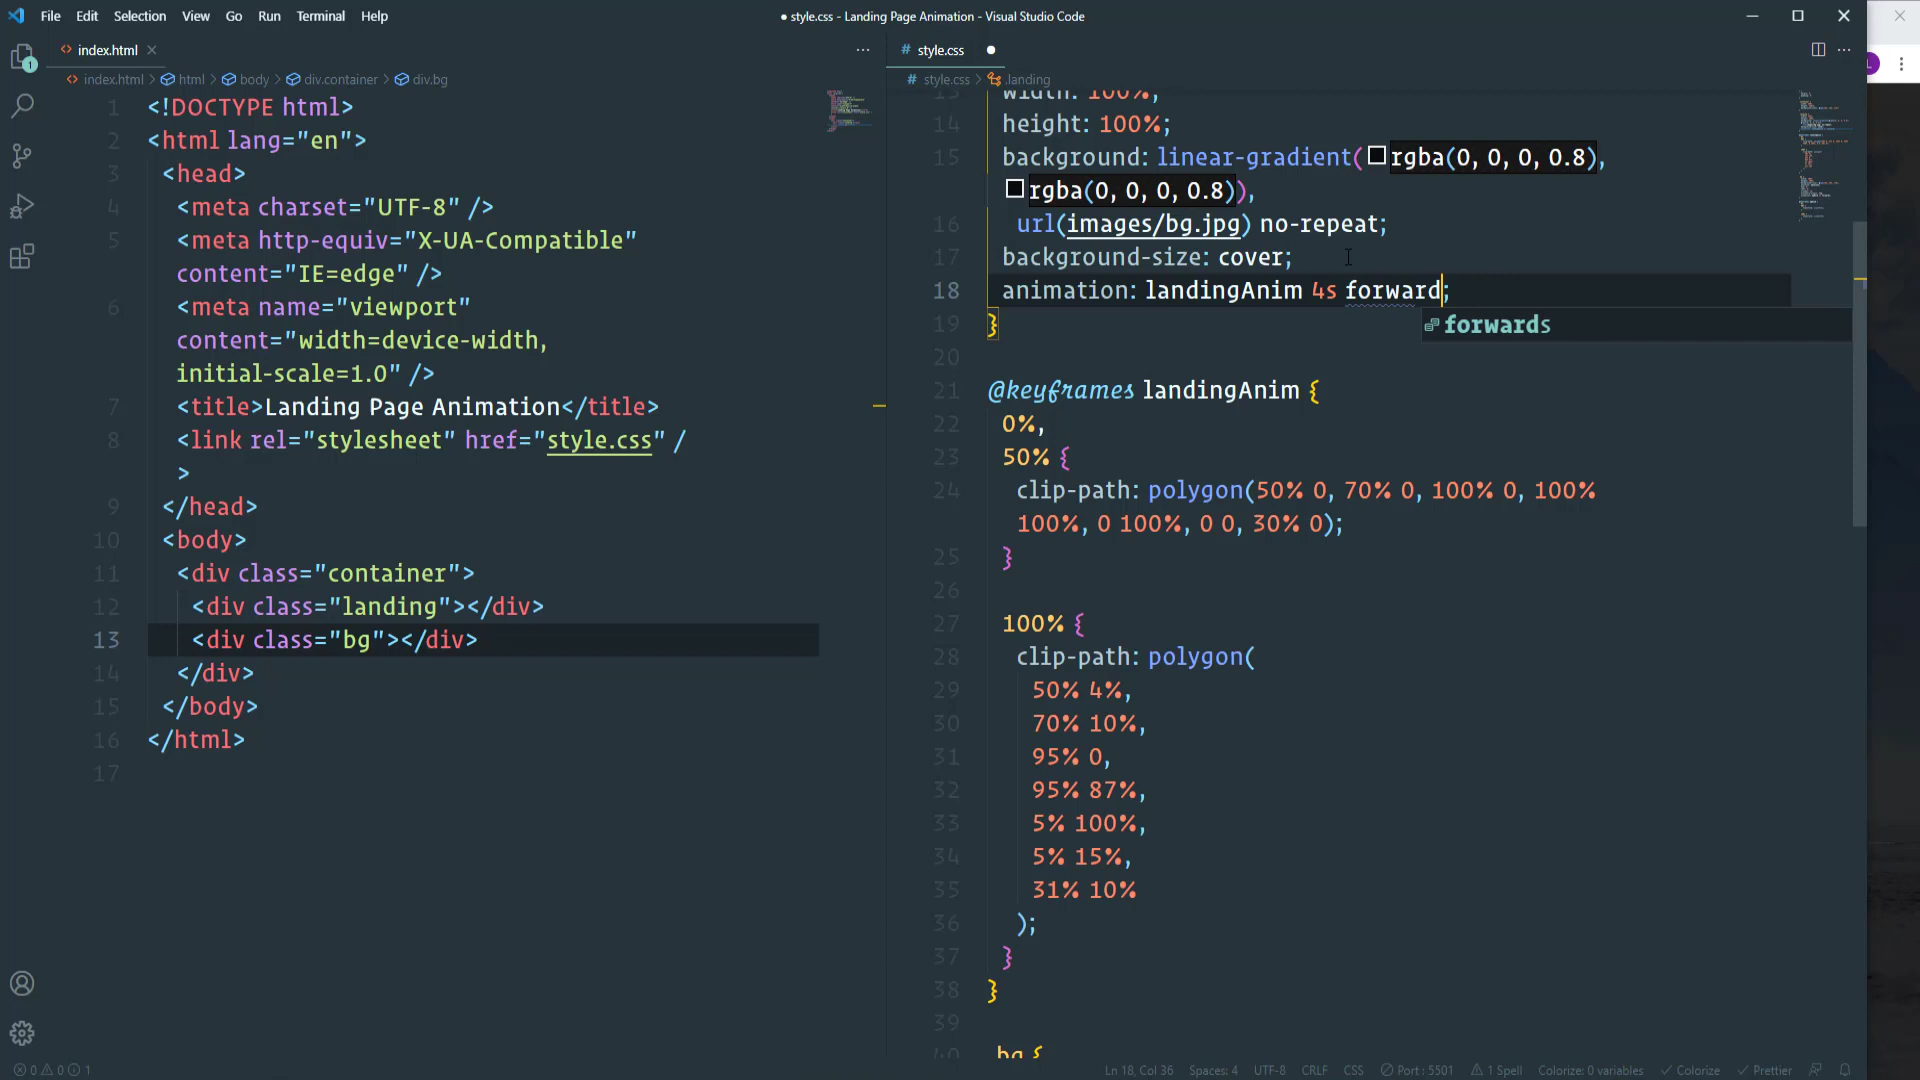 File Edit Selection View Go Run Terminal Help
● style.css - Landing Page Animation - Visual Studio Code
index.html
index.html > html > body > div.container > div.bg
1 <!DOCTYPE html>
2 <html lang="en">
3 <head>
4 <meta charset="UTF-8" />
5 <meta http-equiv="X-UA-Compatible"
content="IE=edge" />
6 <meta name="viewport"
content="width=device-width,
initial-scale=1.0" />
7 <title>Landing Page Animation</title>
8 <link rel="stylesheet" href="style.css" /
>
9 </head>
10 <body>
11 <div class="container">
12 <div class="landing"></div>
13 <div class="bg"></div>
14 </div>
15 </body>
16 </html>
17
# style.css ●
# style.css > .landing
13 width: 100%;
14 height: 100%;
15 background: linear-gradient(rgba(0, 0, 0, 0.8),
rgba(0, 0, 0, 0.8)),
16 url(images/bg.jpg) no-repeat;
17 background-size: cover;
18 animation: landingAnim 4s forward;
forwards
19 }
20
21 @keyframes landingAnim {
22 0%,
23 50% {
24 clip-path: polygon(50% 0, 70% 0, 100% 0, 100%
100%, 0 100%, 0 0, 30% 0);
25 }
26
27 100% {
28 clip-path: polygon(
29 50% 4%,
30 70% 10%,
31 95% 0,
32 95% 87%,
33 5% 100%,
34 5% 15%,
35 31% 10%
36 );
37 }
38 }
39
40 .bg {
0 0 1 Ln 18, Col 36 Spaces: 4 UTF-8 CRLF CSS Port : 5501 1 Spell Colorize: 0 variables Colorize Prettier